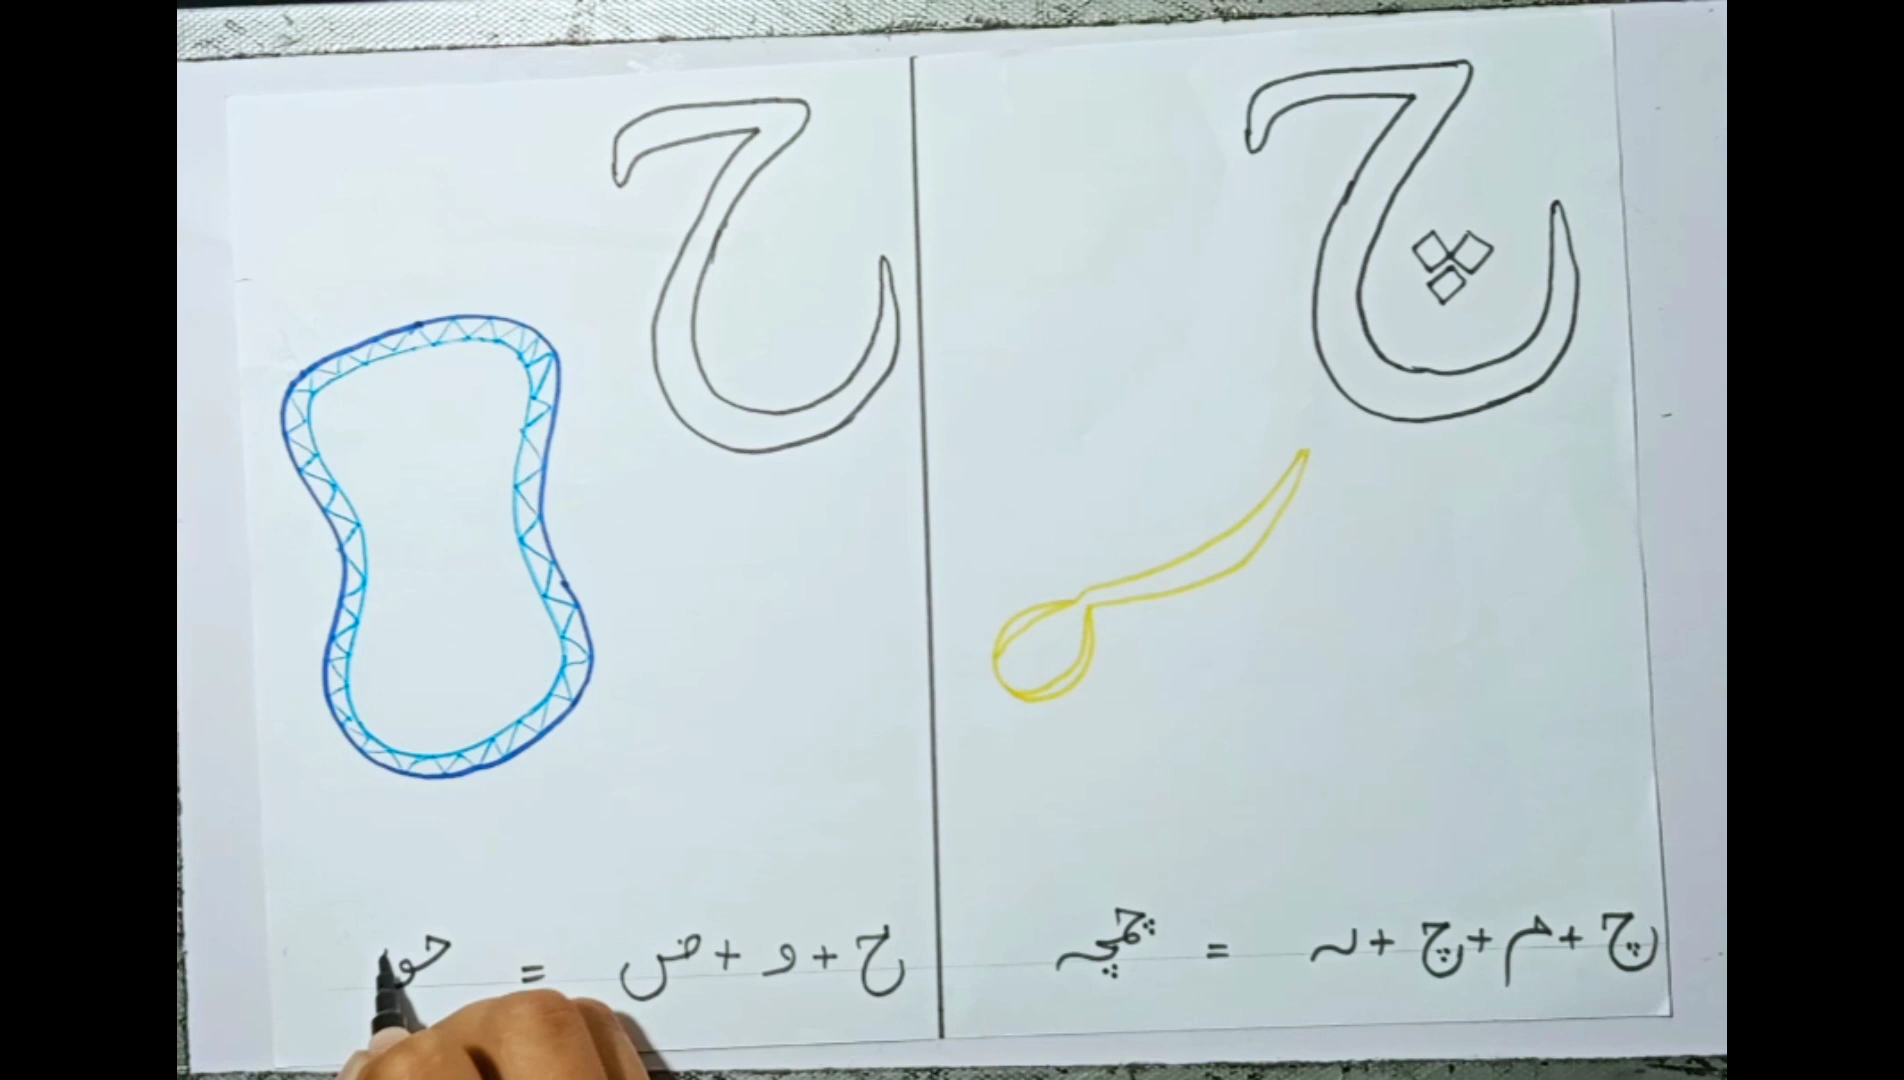 چ
چ + م + چ + ہ = چمچہ
ح
ح + و + ض = حو